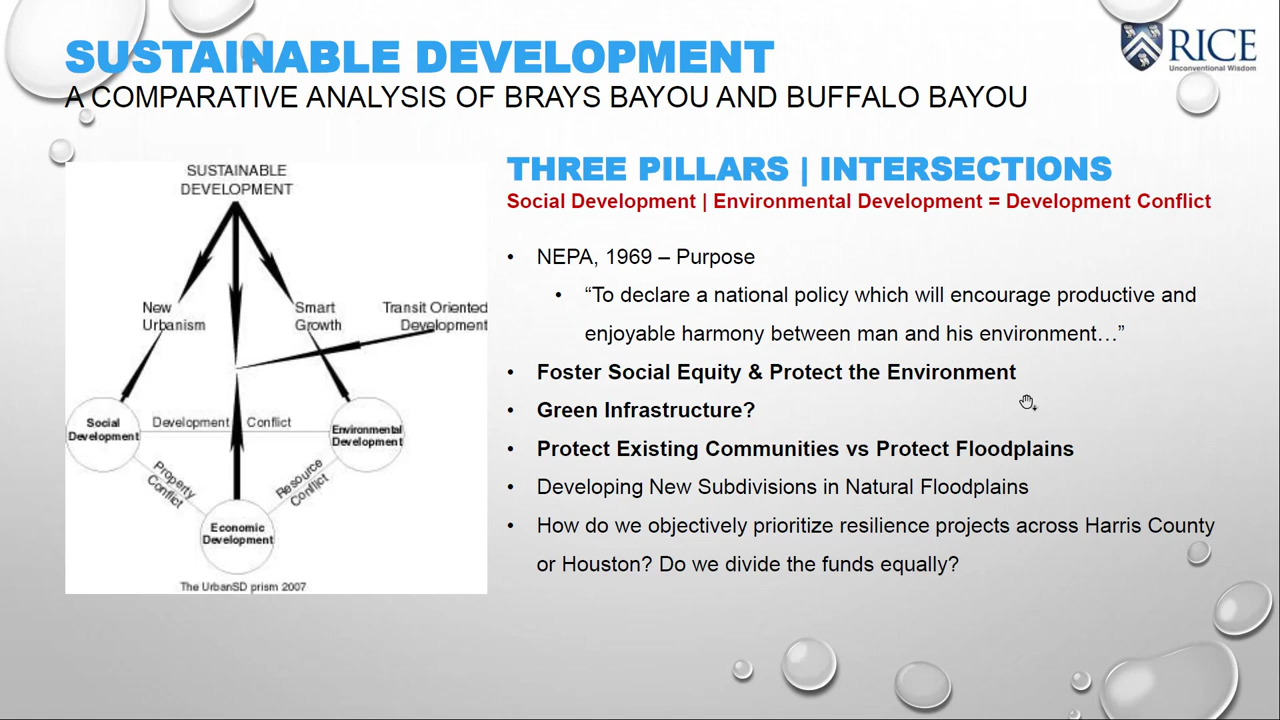 SUSTAINABLE DEVELOPMENT
A COMPARATIVE ANALYSIS OF BRAYS BAYOU AND BUFFALO BAYOU
RICE
Unconventional Wisdom
SUSTAINABLE
DEVELOPMENT
New
Urbanism
Smart
Growth
Transit Oriented
Development
Social
Development
Development Conflict
Environmental
Development
Property
Conflict
Resource
Conflict
Economic
Development
The UrbanSD prism 2007
THREE PILLARS | INTERSECTIONS
Social Development | Environmental Development = Development Conflict
• NEPA, 1969 – Purpose
• “To declare a national policy which will encourage productive and
enjoyable harmony between man and his environment…”
• Foster Social Equity & Protect the Environment
• Green Infrastructure?
• Protect Existing Communities vs Protect Floodplains
• Developing New Subdivisions in Natural Floodplains
• How do we objectively prioritize resilience projects across Harris County
or Houston? Do we divide the funds equally?